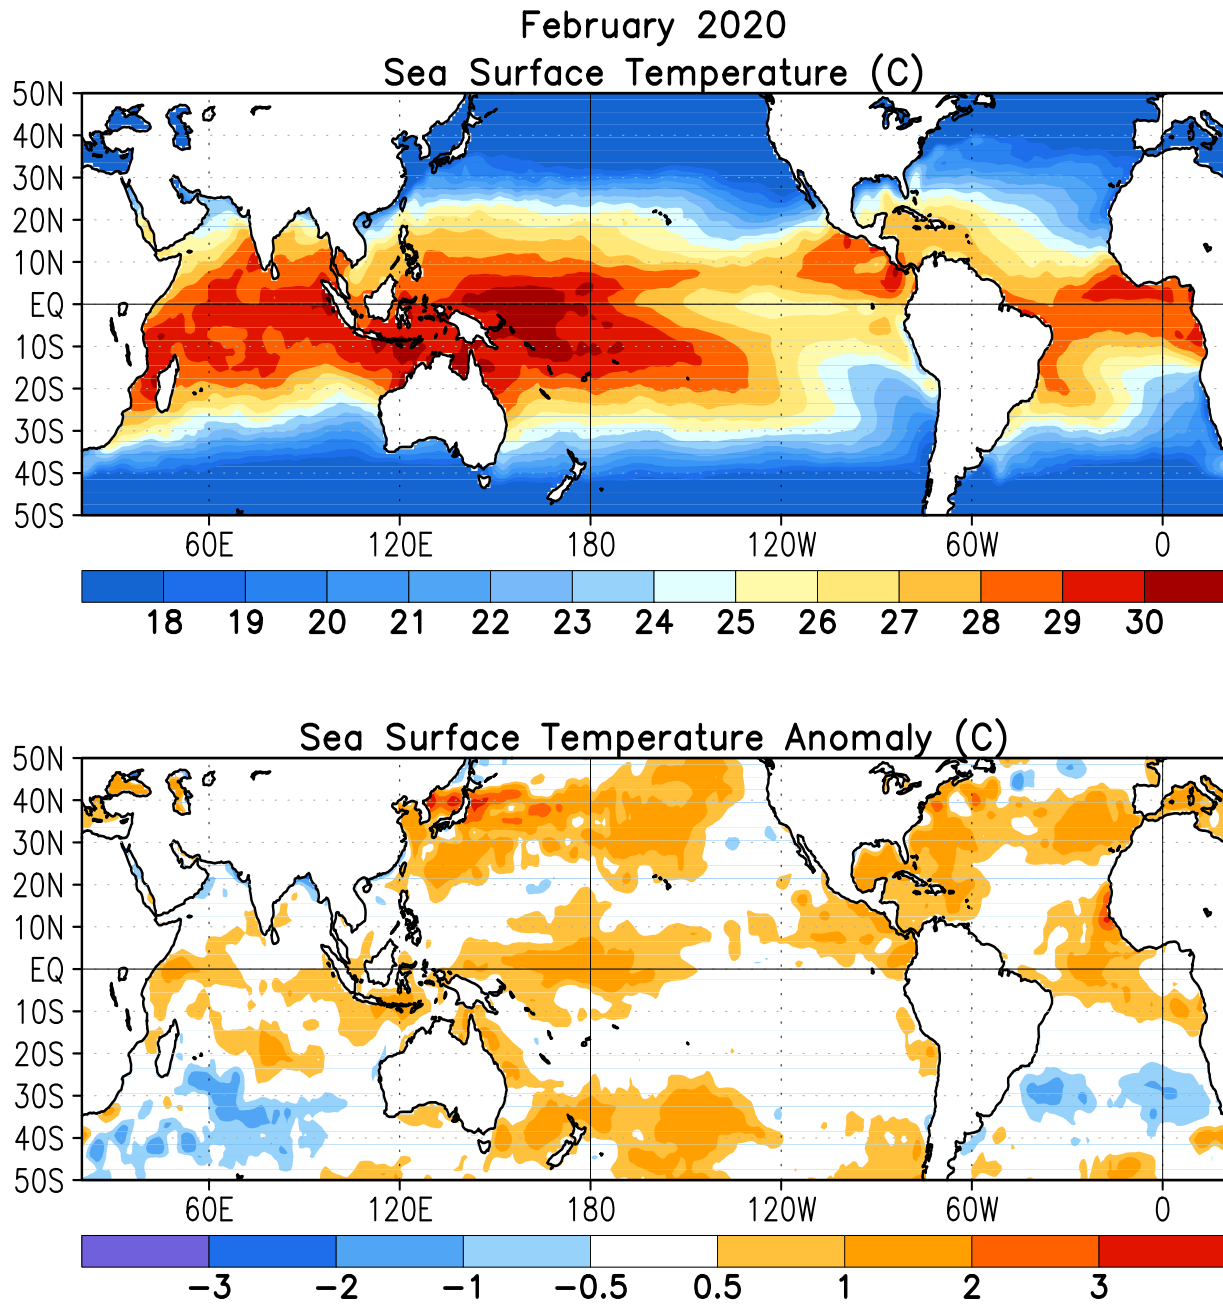 February 2020
Sea Surface Temperature (C)
50N
40N
30N
20N
10N
EQ
10S
20S
30S
40S
50S
60E 120E 180 120W 60W 0
18 19 20 21 22 23 24 25 26 27 28 29 30
Sea Surface Temperature Anomaly (C)
50N
40N
30N
20N
10N
EQ
10S
20S
30S
40S
50S
60E 120E 180 120W 60W 0
−3 −2 −1 −0.5 0.5 1 2 3